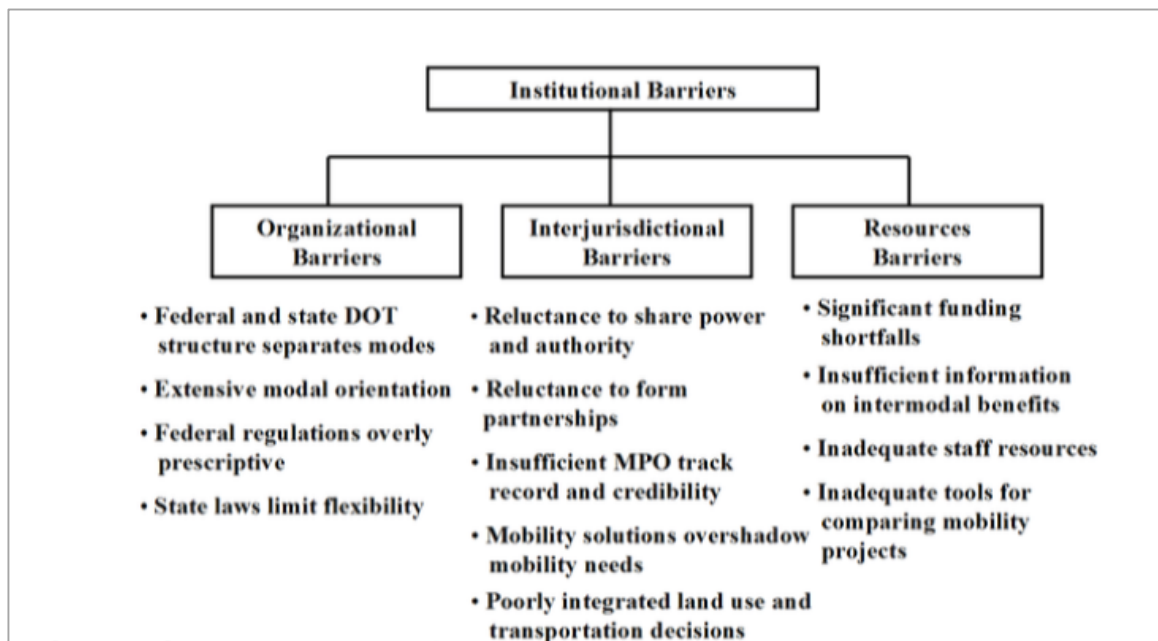 Institutional Barriers
Organizational
Barriers
• Federal and state DOT
structure separates modes
• Extensive modal orientation
• Federal regulations overly
prescriptive
• State laws limit flexibility
Interjurisdictional
Barriers
• Reluctance to share power
and authority
• Reluctance to form
partnerships
• Insufficient MPO track
record and credibility
• Mobility solutions overshadow
mobility needs
• Poorly integrated land use and
transportation decisions
Resources
Barriers
• Significant funding
shortfalls
• Insufficient information
on intermodal benefits
• Inadequate staff resources
• Inadequate tools for
comparing mobility
projects